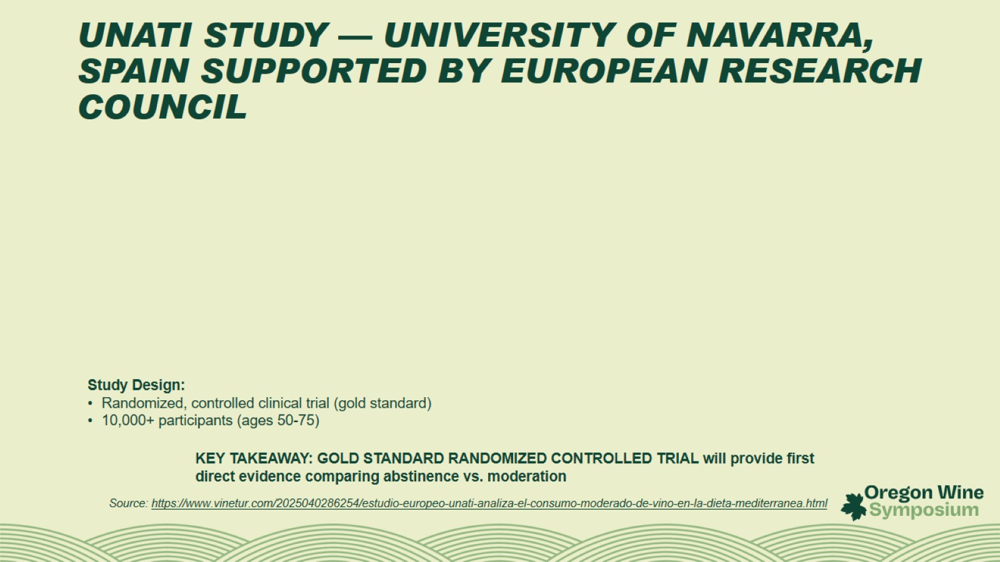 UNATI STUDY — UNIVERSITY OF NAVARRA,
SPAIN SUPPORTED BY EUROPEAN RESEARCH
COUNCIL
Study Design:
• Randomized, controlled clinical trial (gold standard)
• 10,000+ participants (ages 50-75)
KEY TAKEAWAY: GOLD STANDARD RANDOMIZED CONTROLLED TRIAL will provide first
direct evidence comparing abstinence vs. moderation
Source: https://www.vinetur.com/2025040286254/estudio-europeo-unati-analiza-el-consumo-moderado-de-vino-en-la-dieta-mediterranea.html
Oregon Wine
Symposium